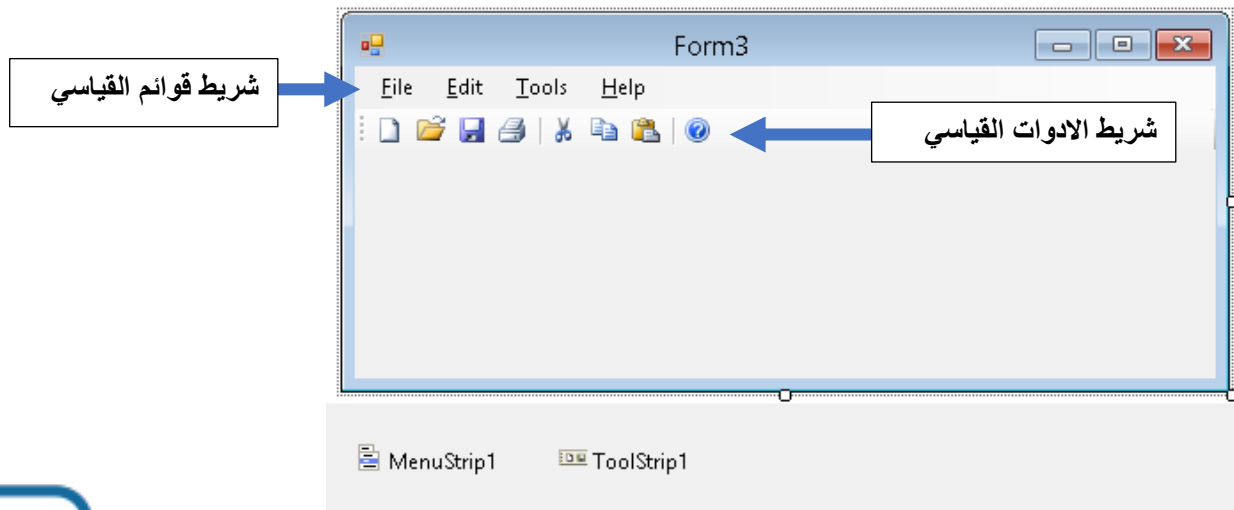 Form3
شريط قوائم القياسي
File Edit Tools Help
شريط الادوات القياسي
MenuStrip1 ToolStrip1